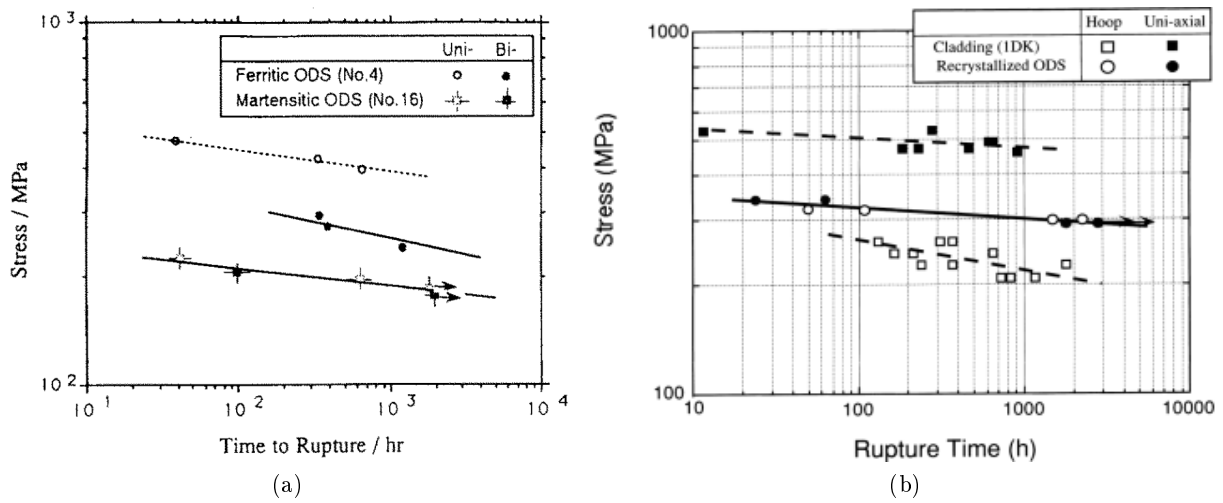 10³
Uni- Bi-
Ferritic ODS (No.4)
Martensitic ODS (No.16)
Stress / MPa
10²
10¹ 10² 10³ 10⁴
Time to Rupture / hr
(a)
Hoop Uni-axial
Cladding (1DK)
Recrystallized ODS
1000
Stress (MPa)
100
10 100 1000 10000
Rupture Time (h)
(b)